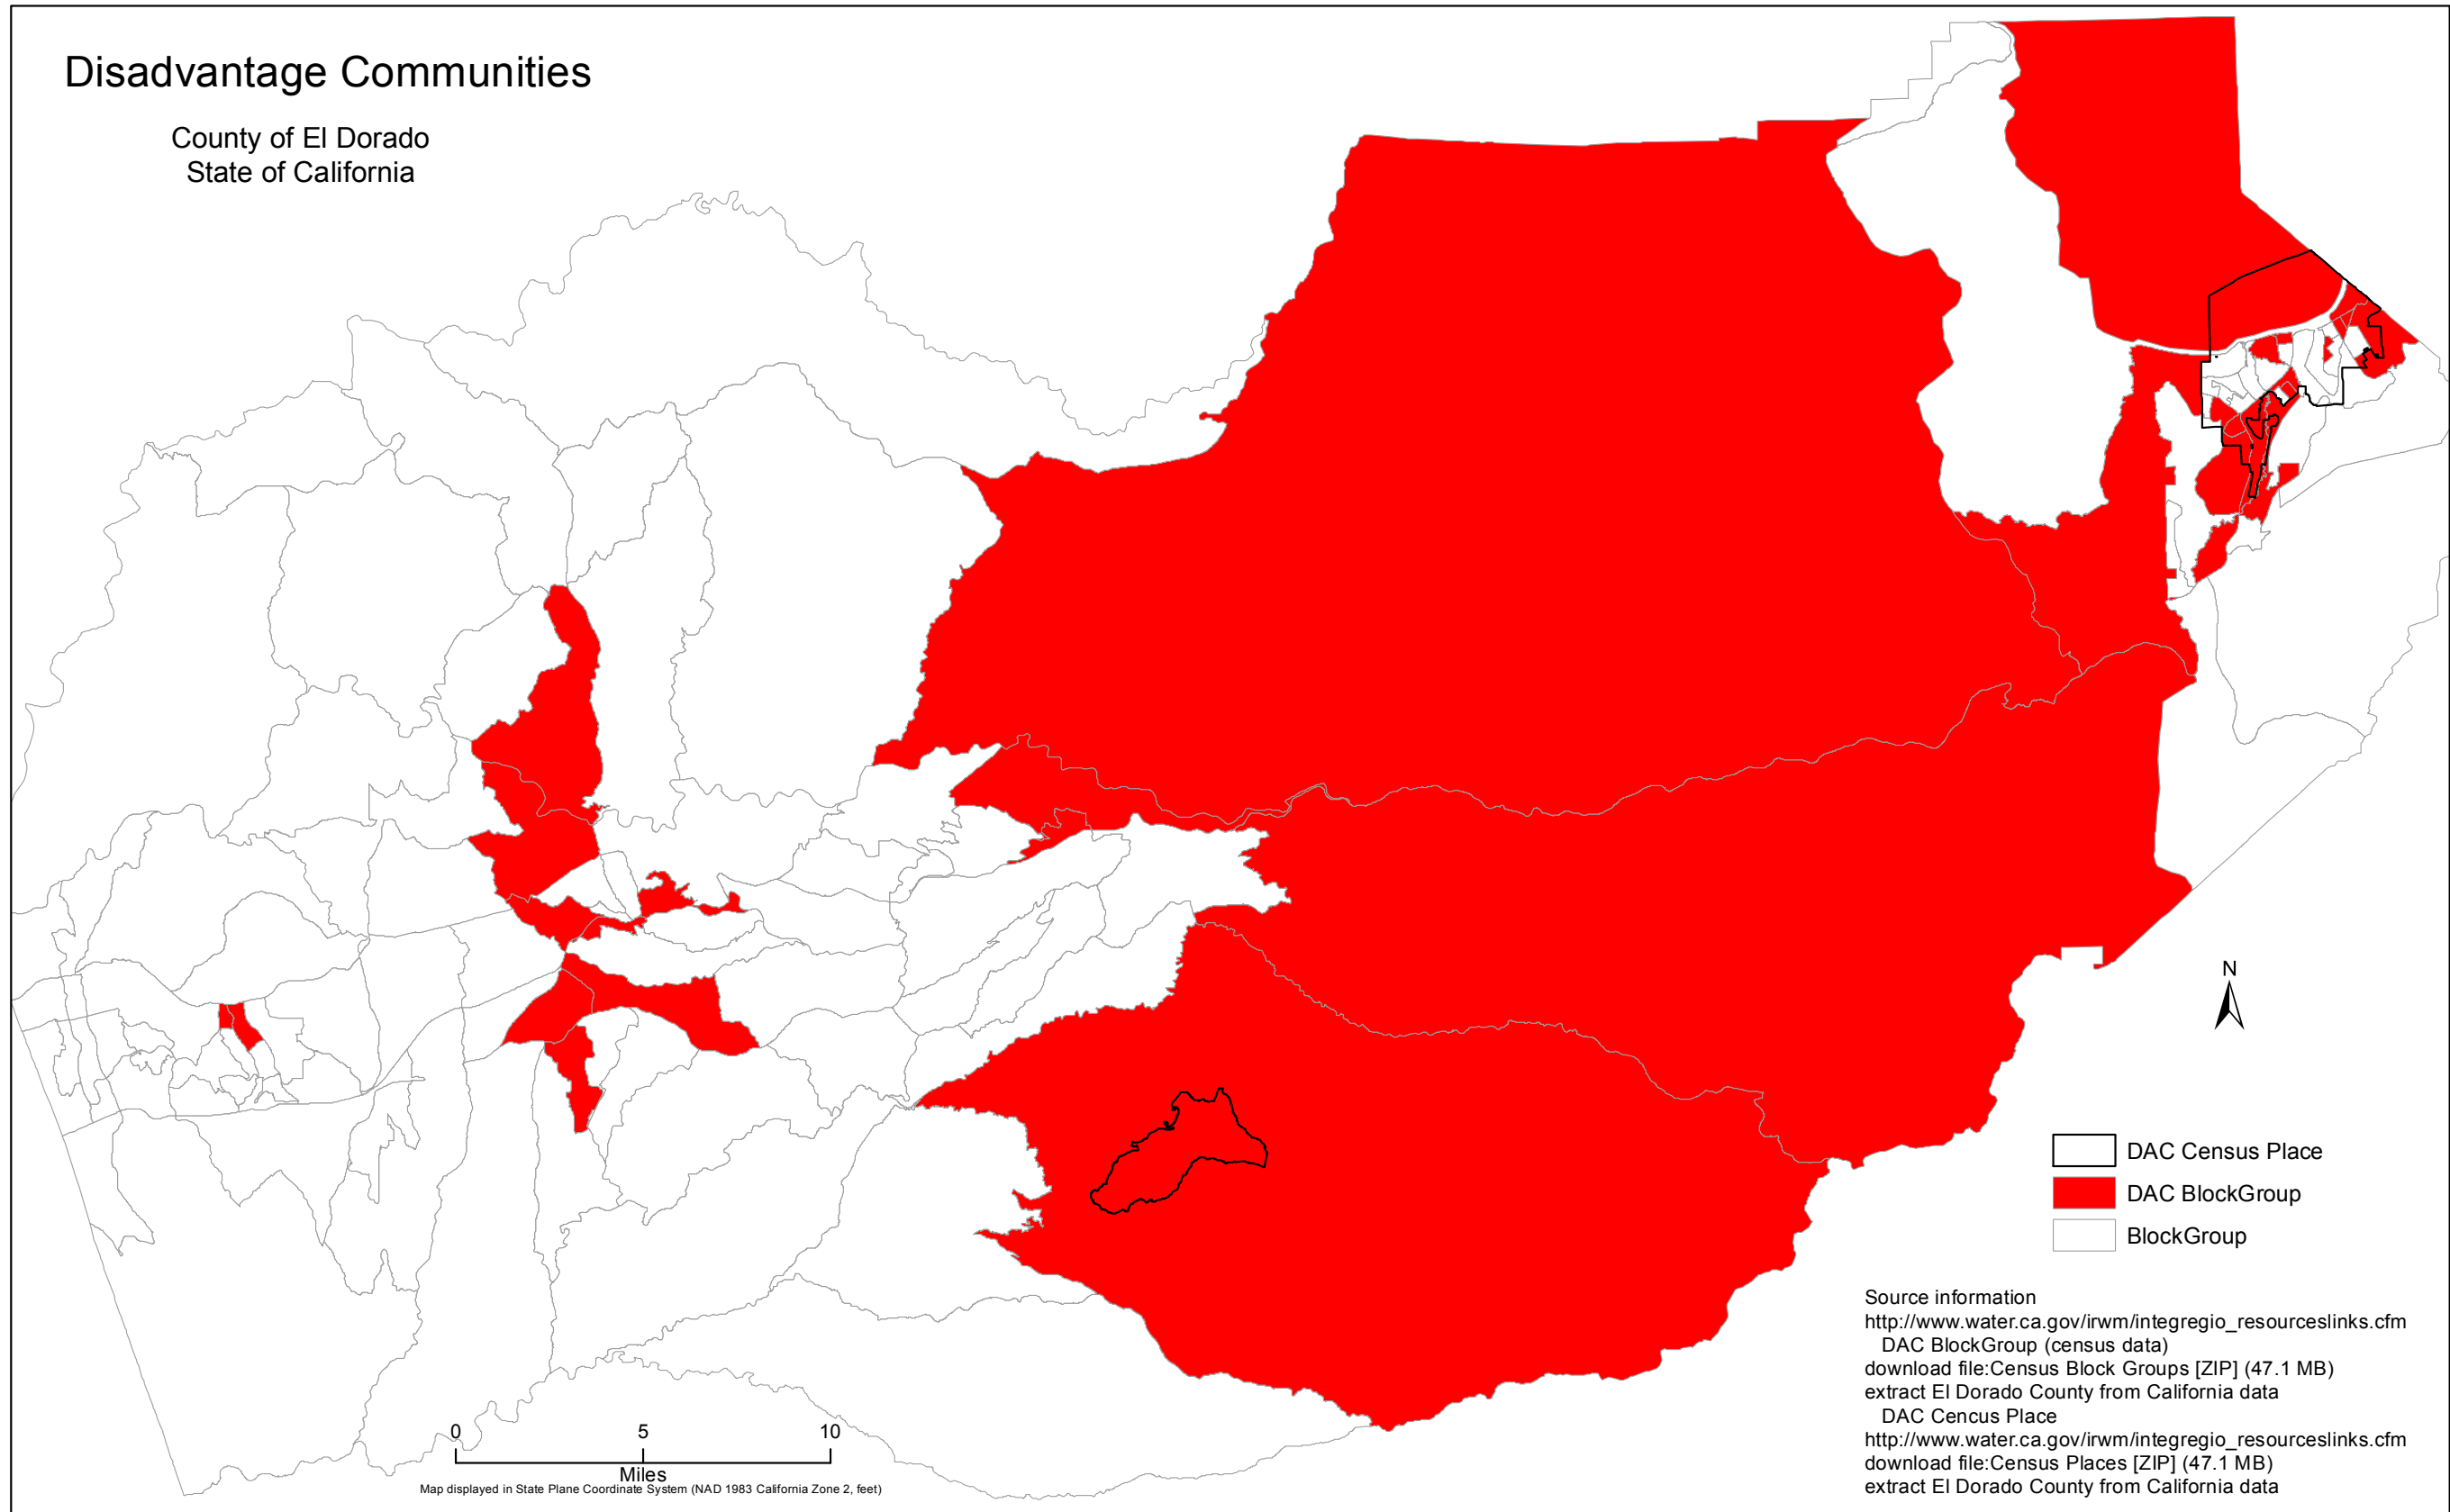 Disadvantage Communities
County of El Dorado
State of California
N
DAC Census Place
DAC BlockGroup
BlockGroup
Source information
http://www.water.ca.gov/irwm/integregio_resourceslinks.cfm
DAC BlockGroup (census data)
download file:Census Block Groups [ZIP] (47.1 MB)
extract El Dorado County from California data
DAC Cencus Place
http://www.water.ca.gov/irwm/integregio_resourceslinks.cfm
download file:Census Places [ZIP] (47.1 MB)
extract El Dorado County from California data
0 5 10
Miles
Map displayed in State Plane Coordinate System (NAD 1983 California Zone 2, feet)